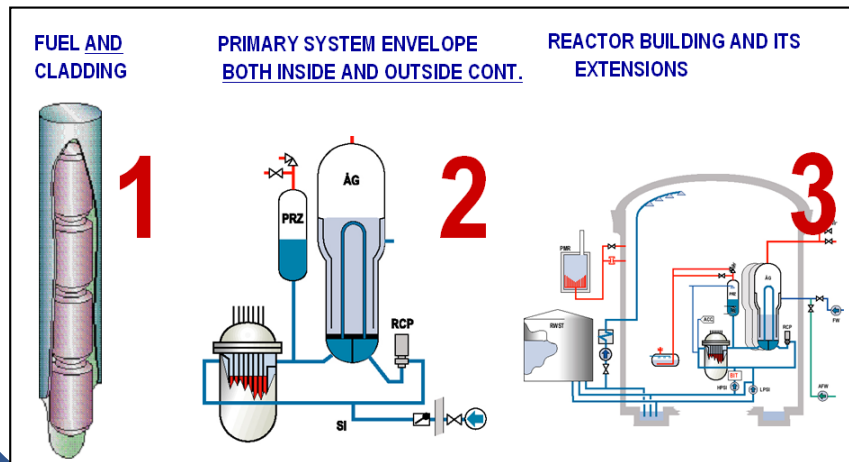 FUEL AND
CLADDING
PRIMARY SYSTEM ENVELOPE
BOTH INSIDE AND OUTSIDE CONT.
REACTOR BUILDING AND ITS
EXTENSIONS
1
2
3
ÅG
PRZ
RCP
SI
PMR
RWST
ACC
PRZ
ÅG
RCP
BIT
HPSI
LPSI
FW
AFW